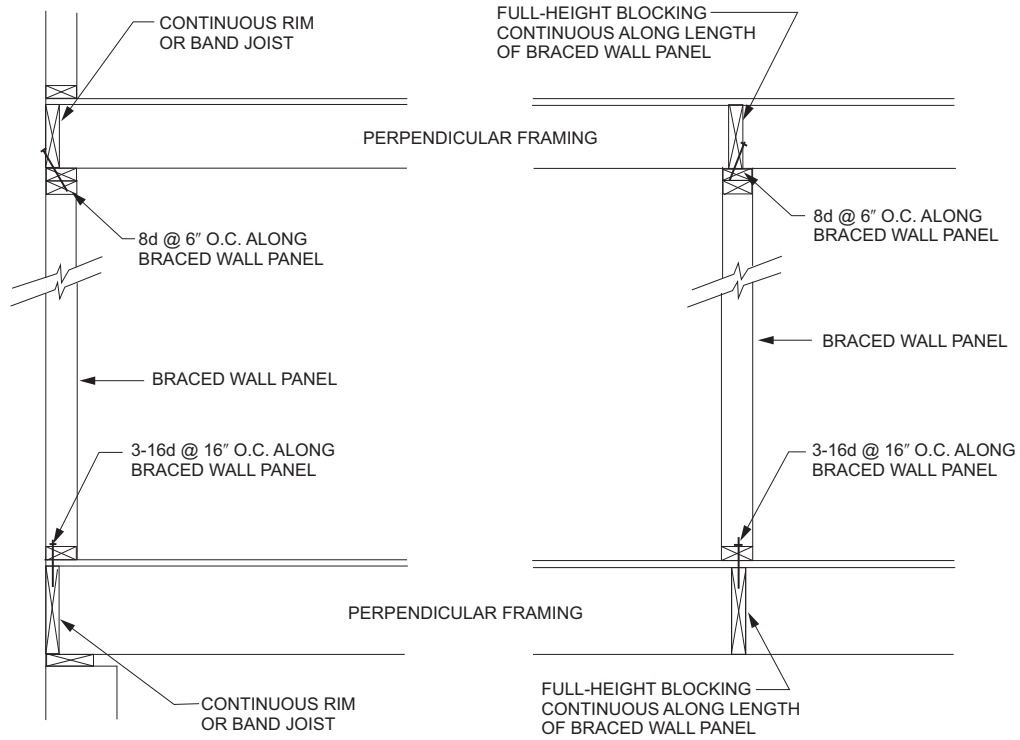 CONTINUOUS RIM
OR BAND JOIST
FULL-HEIGHT BLOCKING
CONTINUOUS ALONG LENGTH
OF BRACED WALL PANEL
PERPENDICULAR FRAMING
8d @ 6″ O.C. ALONG
BRACED WALL PANEL
8d @ 6″ O.C. ALONG
BRACED WALL PANEL
BRACED WALL PANEL
BRACED WALL PANEL
3-16d @ 16″ O.C. ALONG
BRACED WALL PANEL
3-16d @ 16″ O.C. ALONG
BRACED WALL PANEL
PERPENDICULAR FRAMING
CONTINUOUS RIM
OR BAND JOIST
FULL-HEIGHT BLOCKING
CONTINUOUS ALONG LENGTH
OF BRACED WALL PANEL